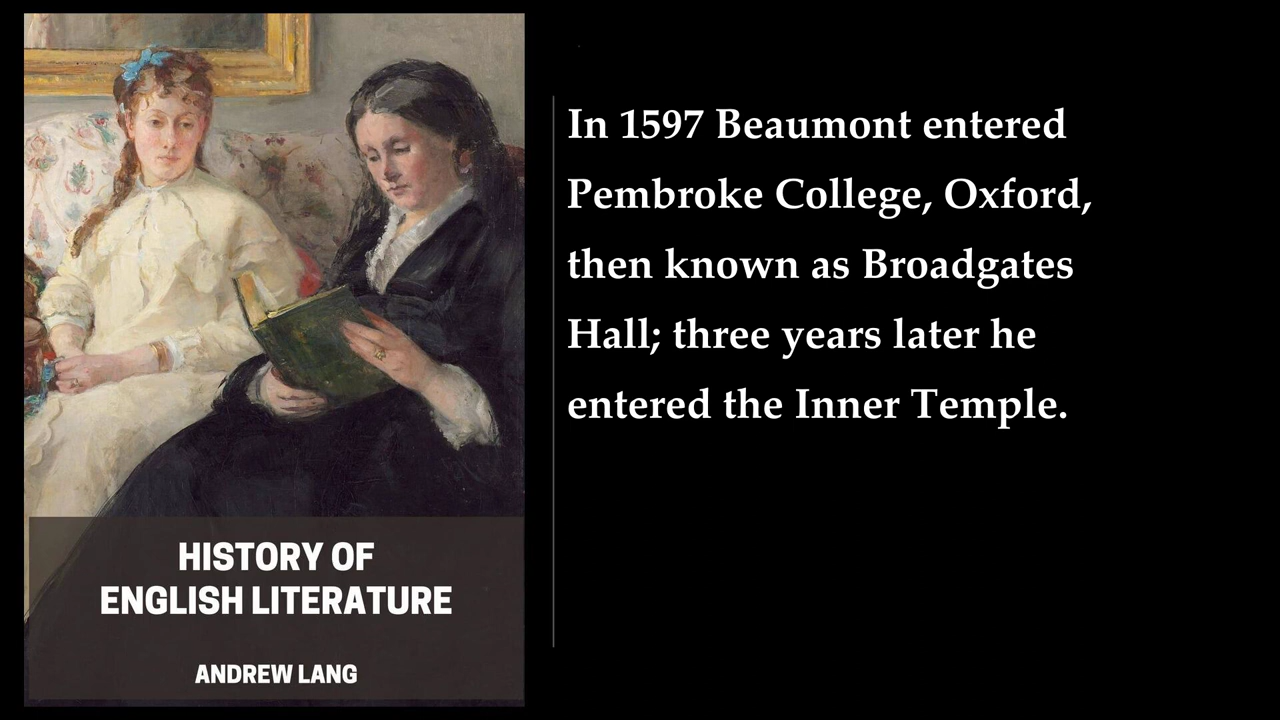 In 1597 Beaumont entered
Pembroke College, Oxford,
then known as Broadgates
Hall; three years later he
entered the Inner Temple.
HISTORY OF
ENGLISH LITERATURE
ANDREW LANG